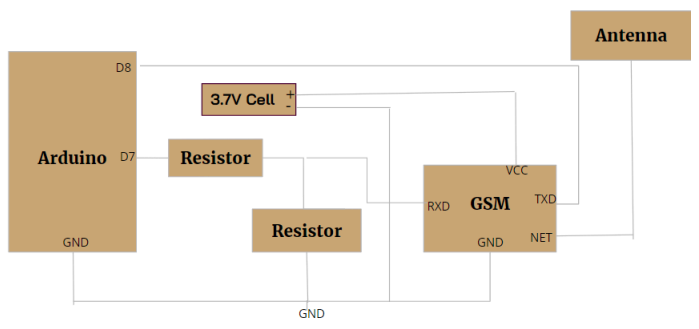 Antenna
D8
3.7V Cell
+
-
Arduino
D7
Resistor
VCC
RXD
GSM
TXD
Resistor
GND
GND
NET
GND